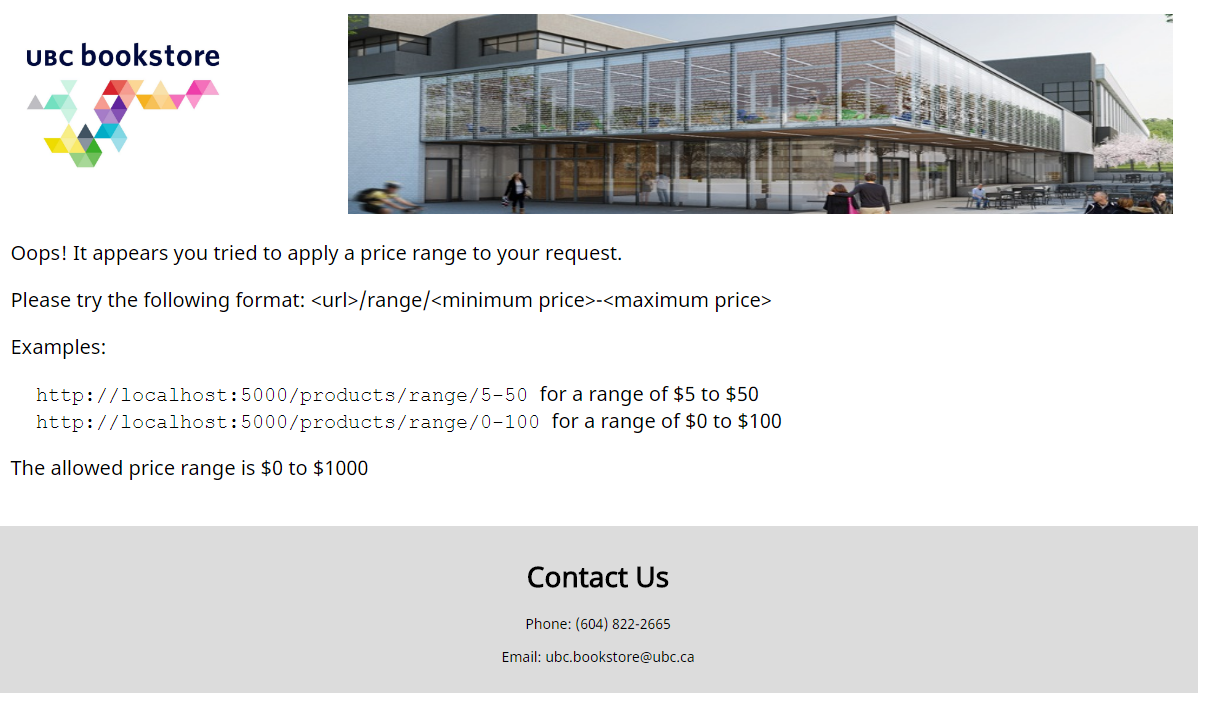 UBC bookstore
Oops! It appears you tried to apply a price range to your request.
Please try the following format: <url>/range/<minimum price>-<maximum price>
Examples:
http://localhost:5000/products/range/5-50 for a range of $5 to $50
http://localhost:5000/products/range/0-100 for a range of $0 to $100
The allowed price range is $0 to $1000
Contact Us
Phone: (604) 822-2665
Email: ubc.bookstore@ubc.ca